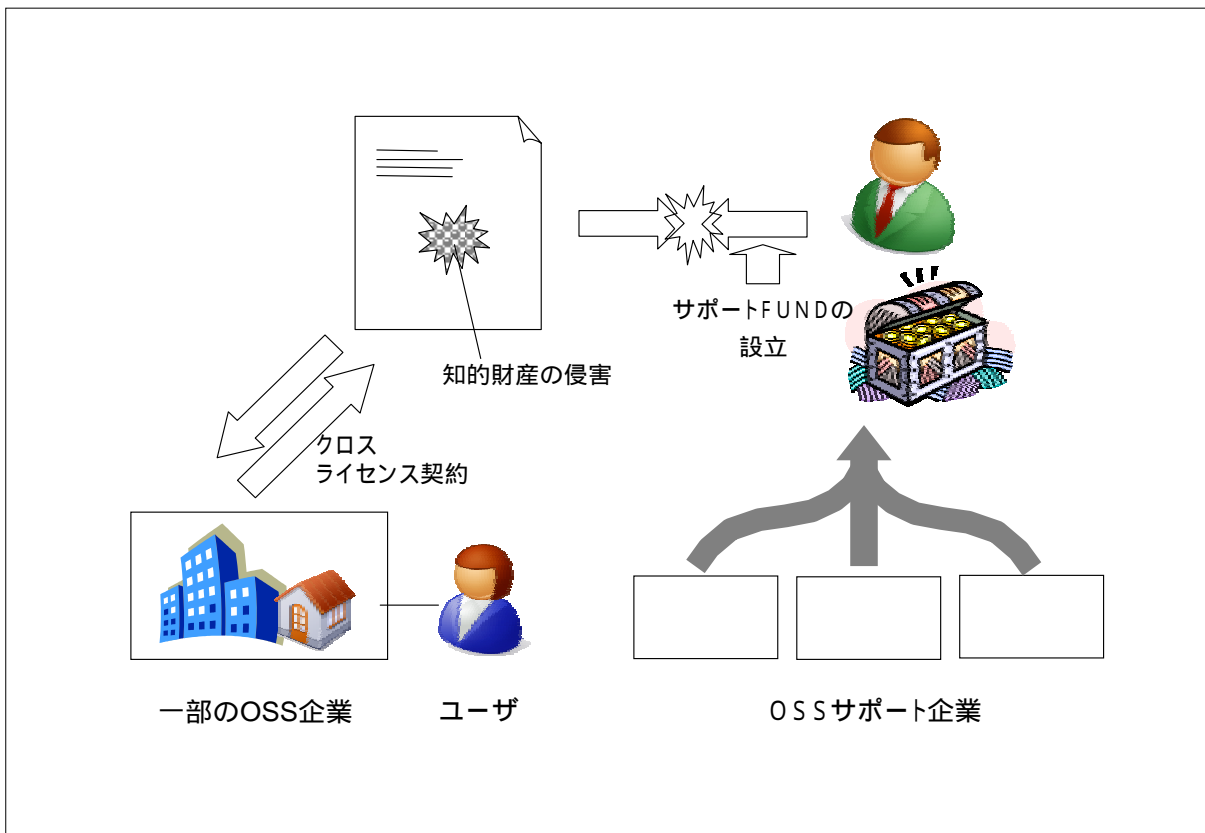 サポートFUNDの
設立
知的財産の侵害
クロス
ライセンス契約
一部のOSS企業
ユーザ
OSSサポート企業